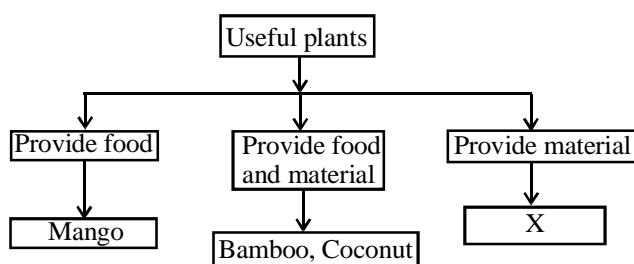 Useful plants
Provide food
Provide food
and material
Provide material
Mango
Bamboo, Coconut
X